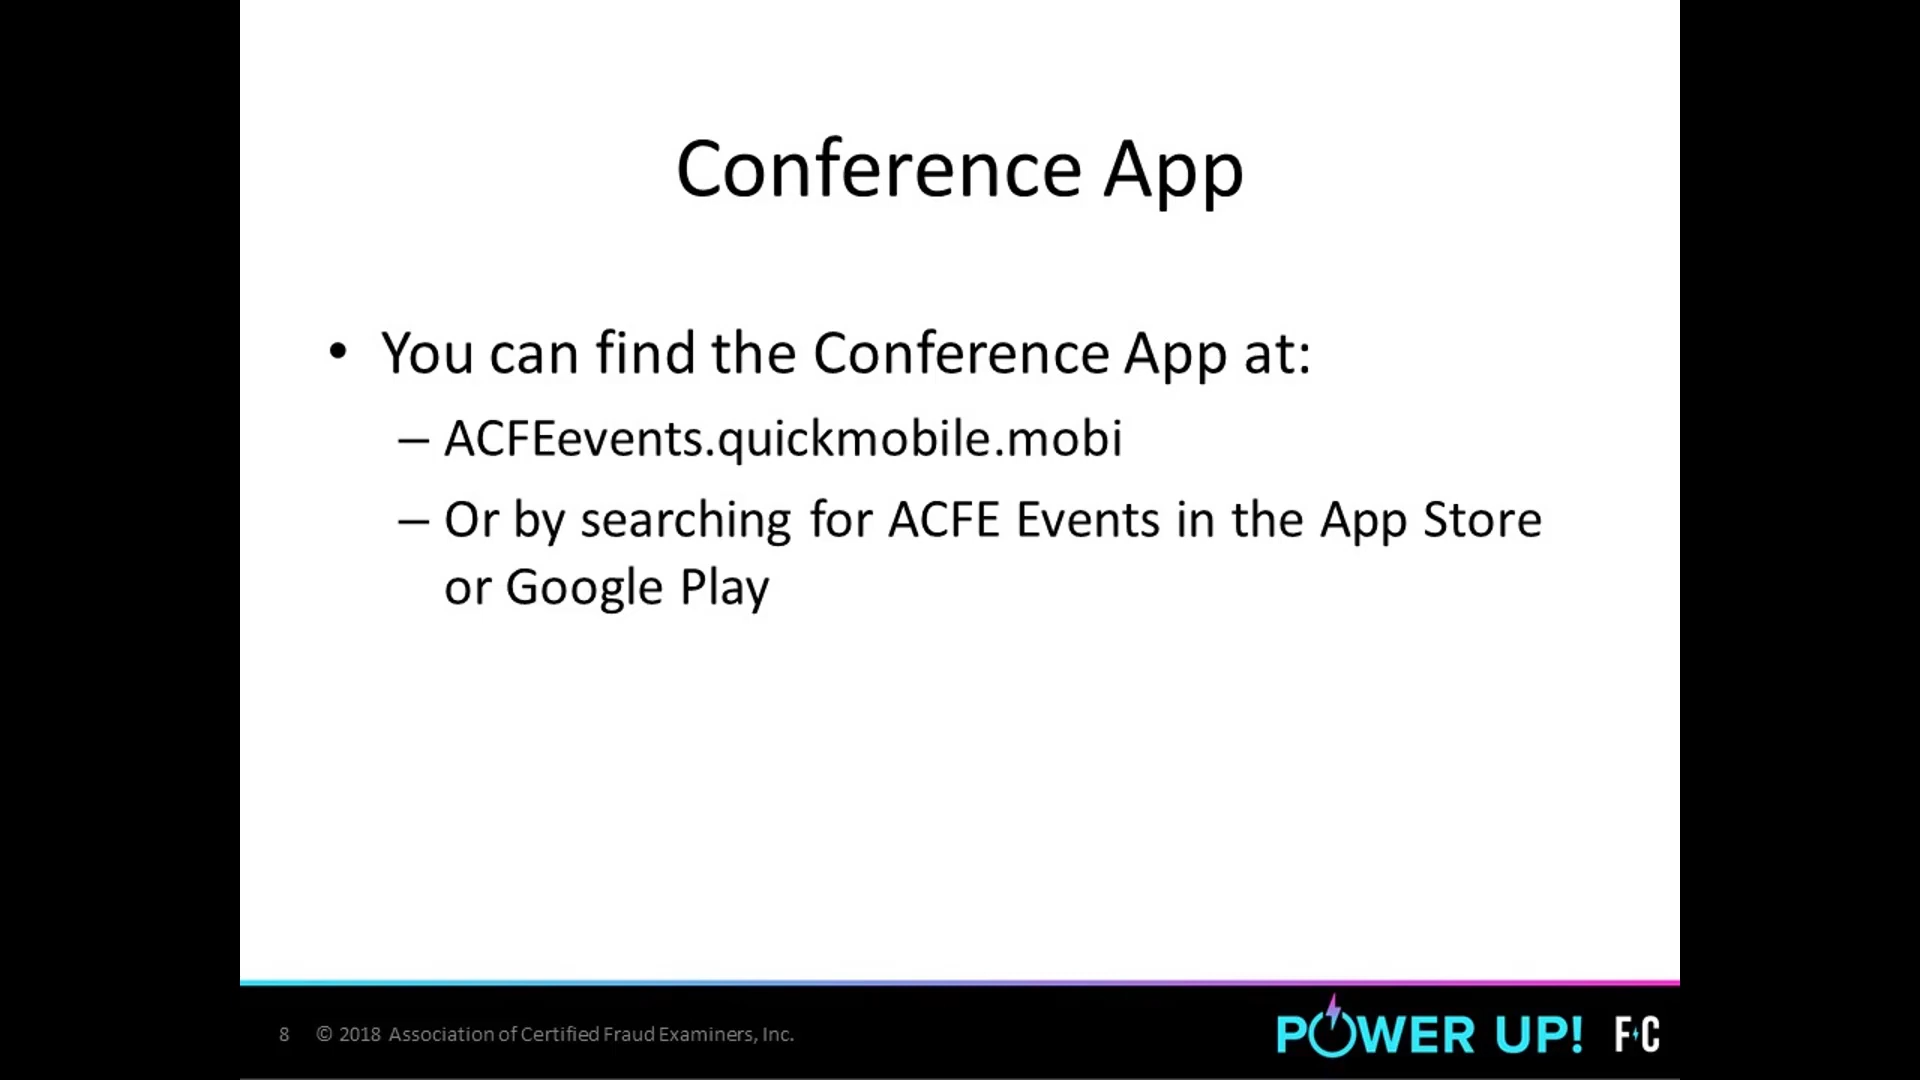 Conference App
• You can find the Conference App at:
– ACFEevents.quickmobile.mobi
– Or by searching for ACFE Events in the App Store
or Google Play
8 © 2018 Association of Certified Fraud Examiners, Inc.
POWER UP! F C